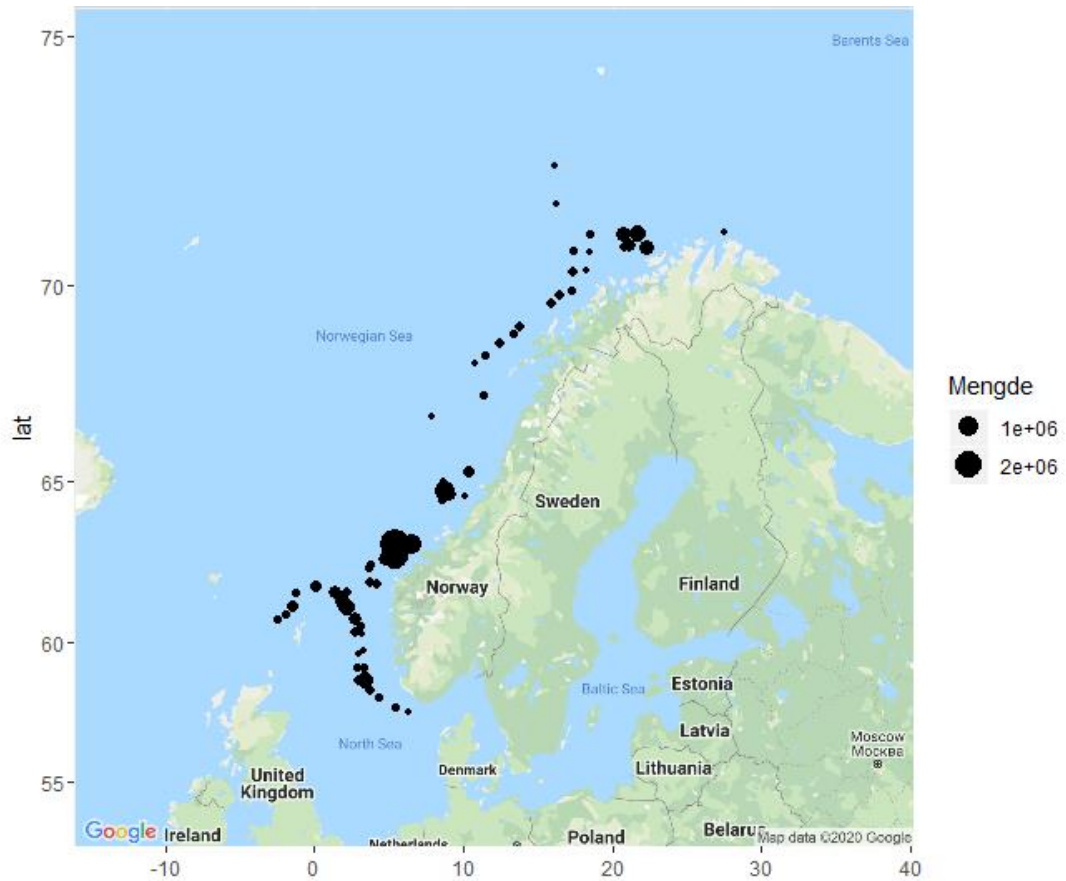 75
Barents Sea
70
Norwegian Sea
Mengde
1e+06
2e+06
lat
65
Sweden
Norway
Finland
60
Baltic Sea
Estonia
Latvia
North Sea
Moscow
Москва
Lithuania
Denmark
United
Kingdom
55
Google
Ireland
Netherlands
Poland
Belarus
Map data ©2020 Google
-10
0
10
20
30
40